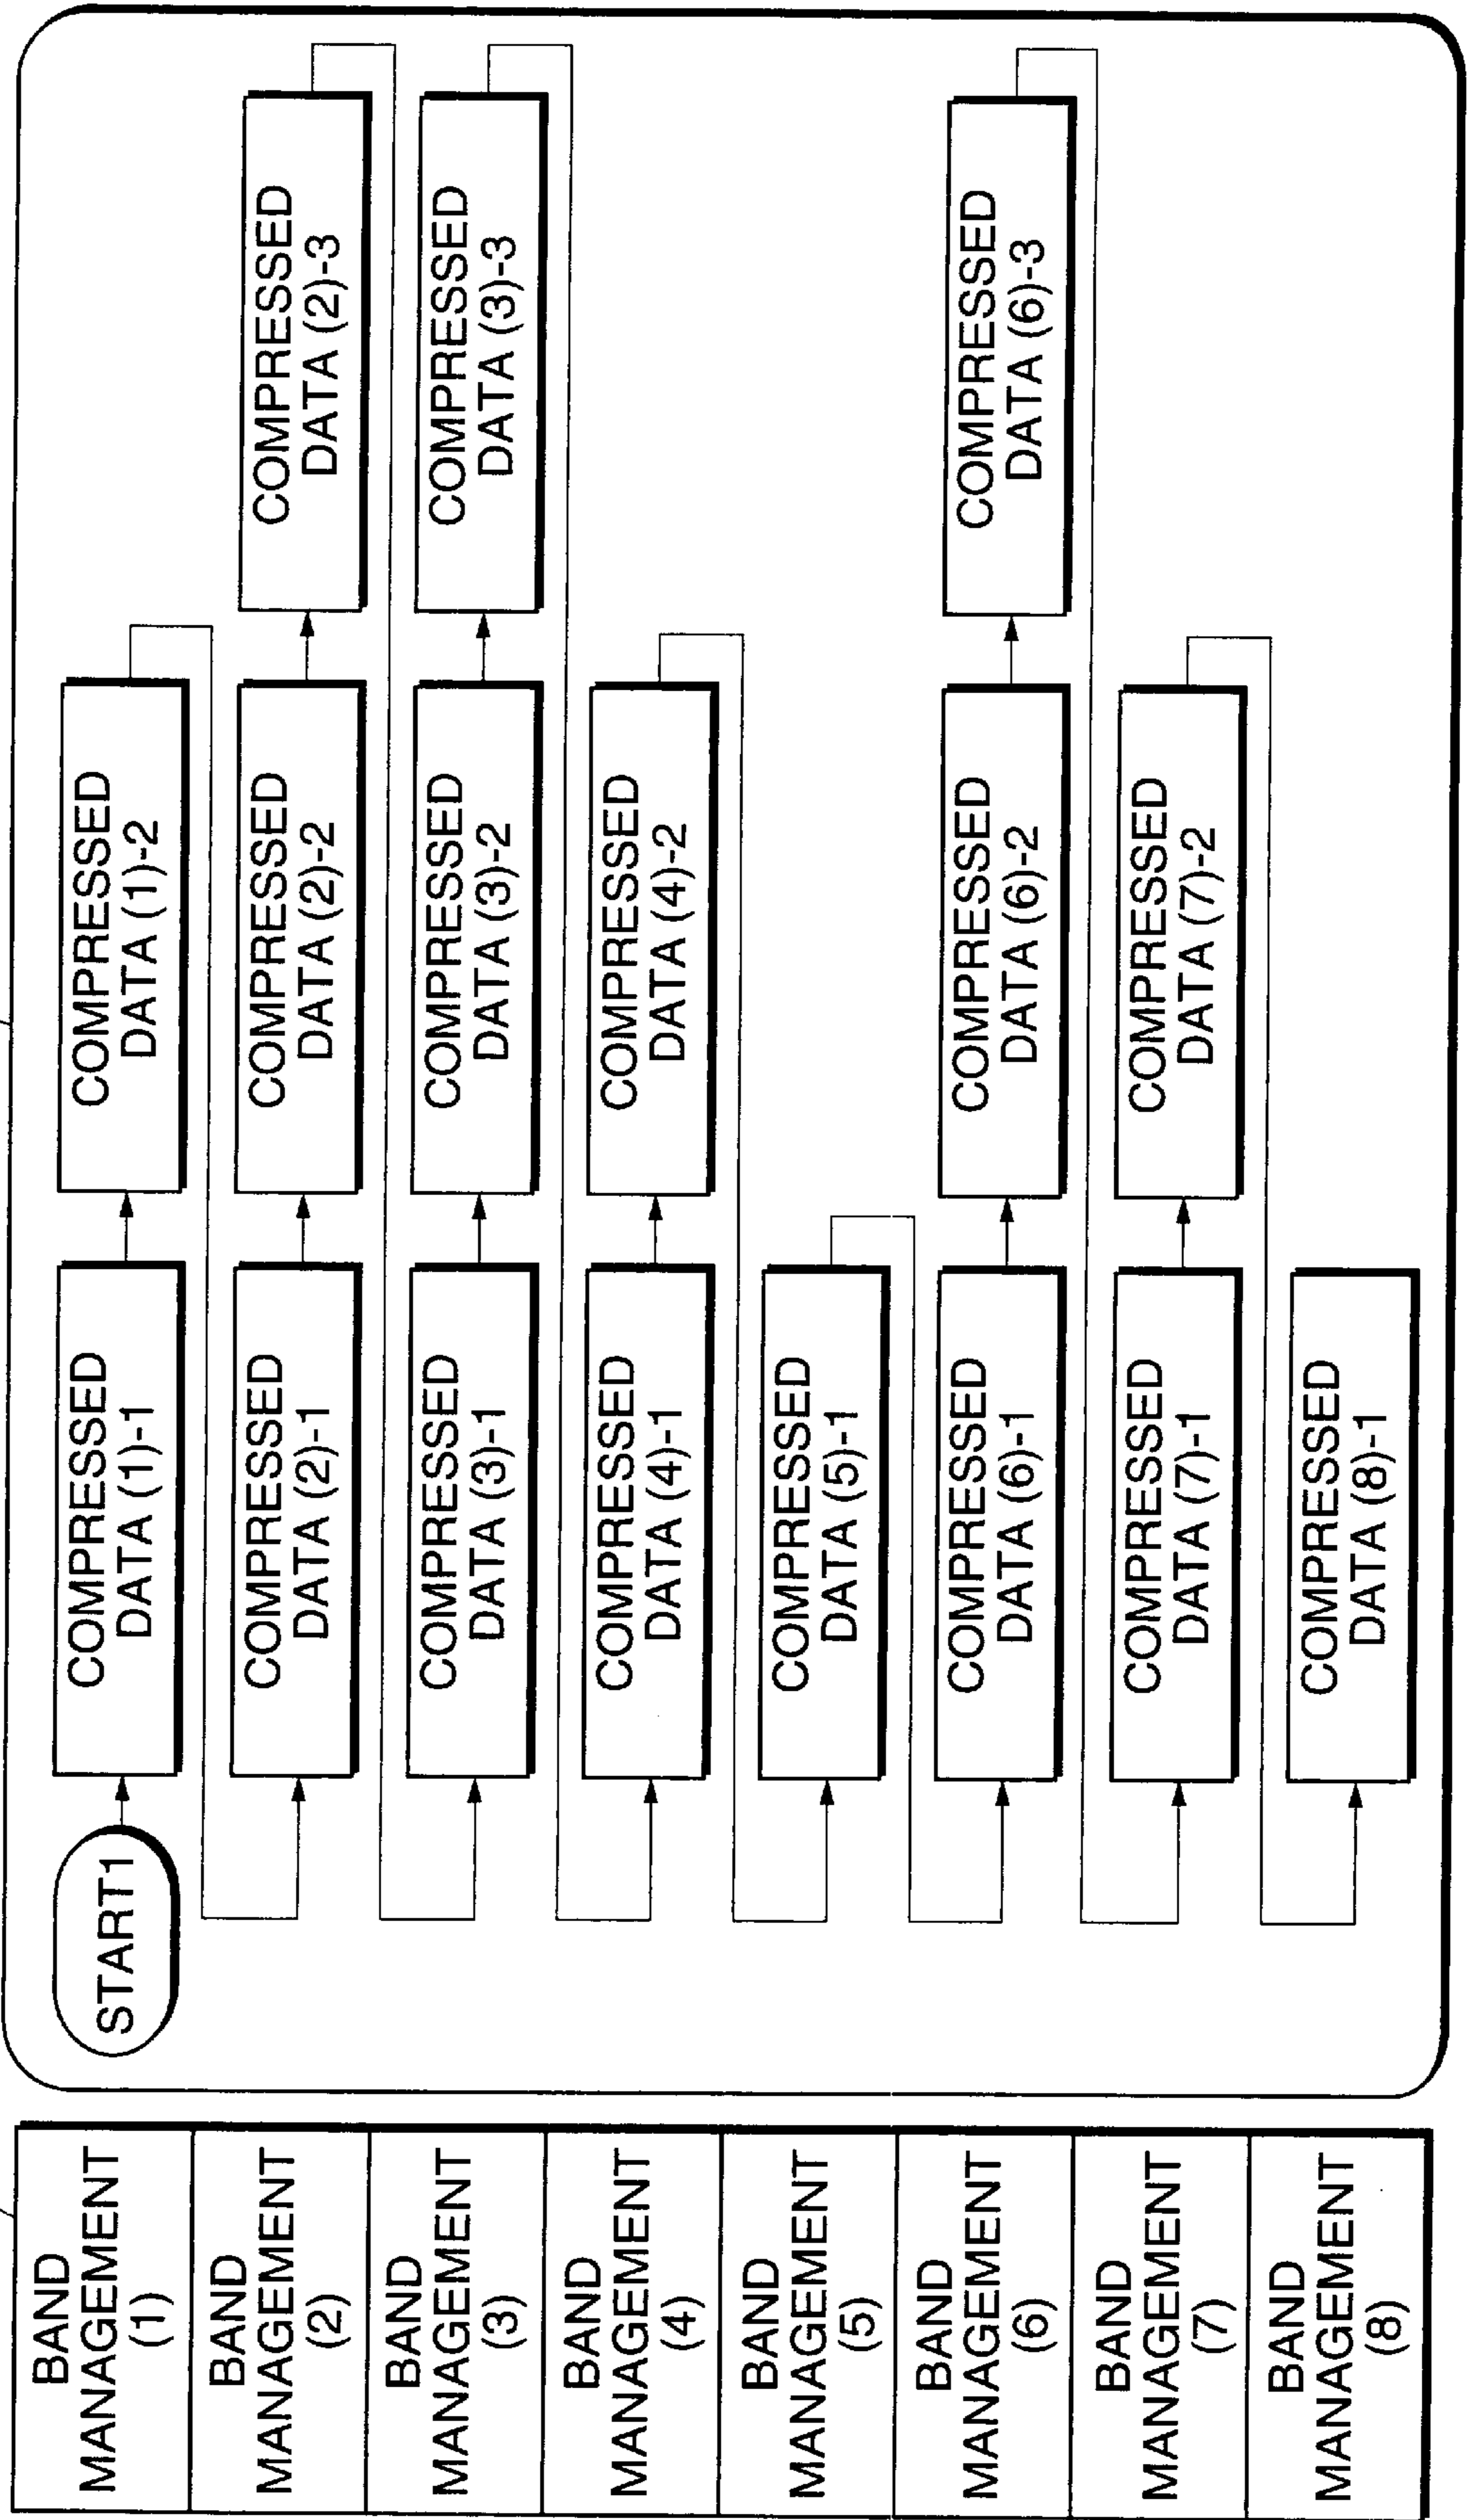 BAND
MANAGEMENT
(1)
BAND
MANAGEMENT
(2)
BAND
MANAGEMENT
(3)
BAND
MANAGEMENT
(4)
BAND
MANAGEMENT
(5)
BAND
MANAGEMENT
(6)
BAND
MANAGEMENT
(7)
BAND
MANAGEMENT
(8)
START1
COMPRESSED
DATA (1)-1
COMPRESSED
DATA (1)-2
COMPRESSED
DATA (2)-1
COMPRESSED
DATA (2)-2
COMPRESSED
DATA (2)-3
COMPRESSED
DATA (3)-1
COMPRESSED
DATA (3)-2
COMPRESSED
DATA (3)-3
COMPRESSED
DATA (4)-1
COMPRESSED
DATA (4)-2
COMPRESSED
DATA (5)-1
COMPRESSED
DATA (6)-1
COMPRESSED
DATA (6)-2
COMPRESSED
DATA (6)-3
COMPRESSED
DATA (7)-1
COMPRESSED
DATA (7)-2
COMPRESSED
DATA (8)-1